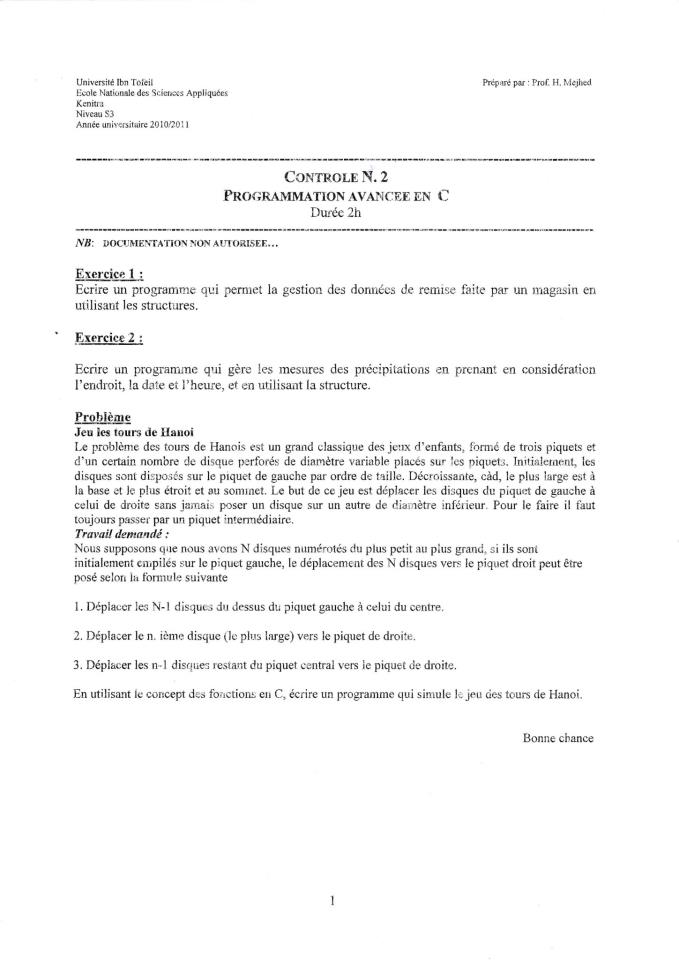 Université Ibn Tofeil
Ecole Nationale des Sciences Appliquées
Kenitra
Niveau S3
Année universitaire 2010/2011
Préparé par : Prof. H. Mejhed
CONTROLE N. 2
PROGRAMMATION AVANCEE EN C
Durée 2h
NB: DOCUMENTATION NON AUTORISEE...
Exercice 1 :
Ecrire un programme qui permet la gestion des données de remise faite par un magasin en
utilisant les structures.
Exercice 2 :
Ecrire un programme qui gère les mesures des précipitations en prenant en considération
l'endroit, la date et l'heure, et en utilisant la structure.
Problème
Jeu les tours de Hanoi
Le problème des tours de Hanois est un grand classique des jeux d'enfants, formé de trois piquets et
d'un certain nombre de disque perforés de diamètre variable placés sur les piquets. Initialement, les
disques sont disposés sur le piquet de gauche par ordre de taille. Décroissante, càd, le plus large est à
la base et le plus étroit et au sommet. Le but de ce jeu est déplacer les disques du piquet de gauche à
celui de droite sans jamais poser un disque sur un autre de diamètre inférieur. Pour le faire il faut
toujours passer par un piquet intermédiaire.
Travail demandé :
Nous supposons que nous avons N disques numérotés du plus petit au plus grand, si ils sont
initialement empilés sur le piquet gauche, le déplacement des N disques vers le piquet droit peut être
posé selon la formule suivante
1. Déplacer les N-1 disques du dessus du piquet gauche à celui du centre.
2. Déplacer le n. ième disque (le plus large) vers le piquet de droite.
3. Déplacer les n-1 disques restant du piquet central vers le piquet de droite.
En utilisant le concept des fonctions en C, écrire un programme qui simule le jeu des tours de Hanoi.
Bonne chance
1